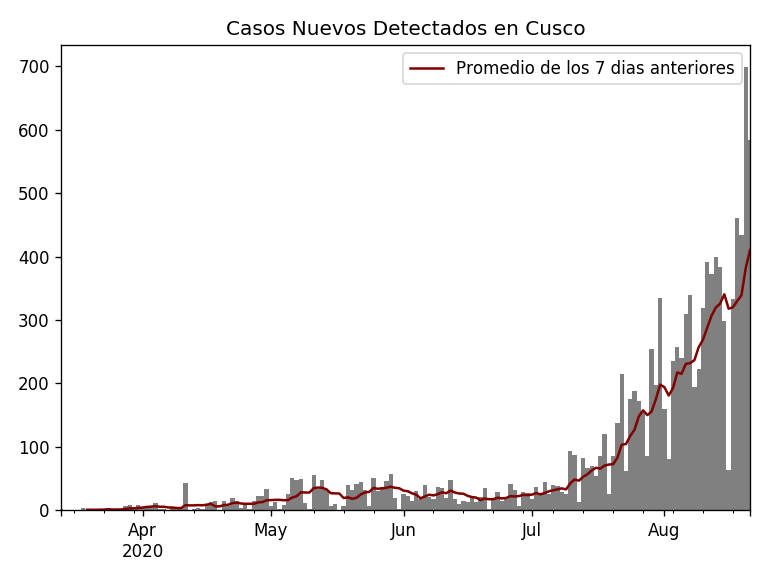 Casos Nuevos Detectados en Cusco
Promedio de los 7 dias anteriores
700
600
500
400
300
200
100
0
Apr
2020
May
Jun
Jul
Aug